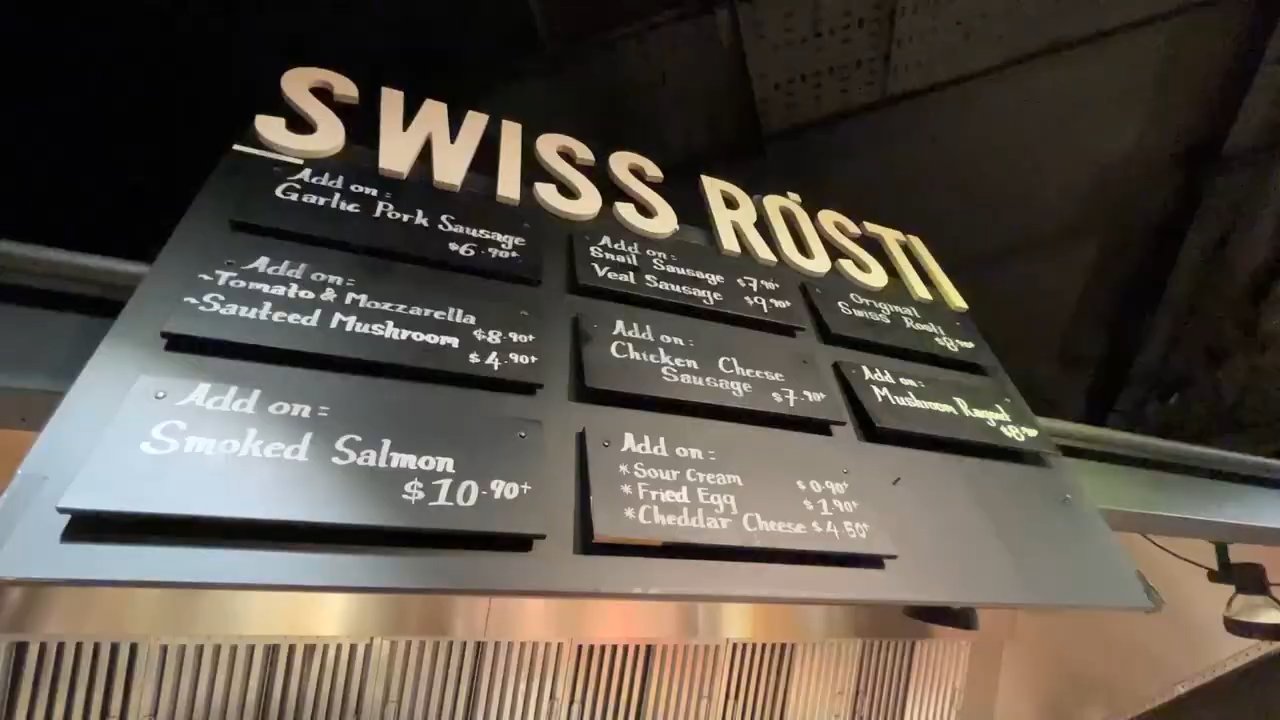 SWISS RÖSTI
Add on:
Garlic Pork Sausage
$6.90+
Add on:
~Tomato & Mozzarella
$8.90+
~Sauteed Mushroom
$4.90+
Add on:
Smoked Salmon
$10.90+
Add on:
Snail Sausage $7.90+
Veal Sausage $9.90+
Add on:
Chicken Cheese
Sausage $7.90+
Add on:
*Sour Cream $0.90+
*Fried Egg $1.90+
*Cheddar Cheese $4.50+
Original
Swiss Rosti
$8.90+
Add on:
Mushroom Ragout
$8.90+